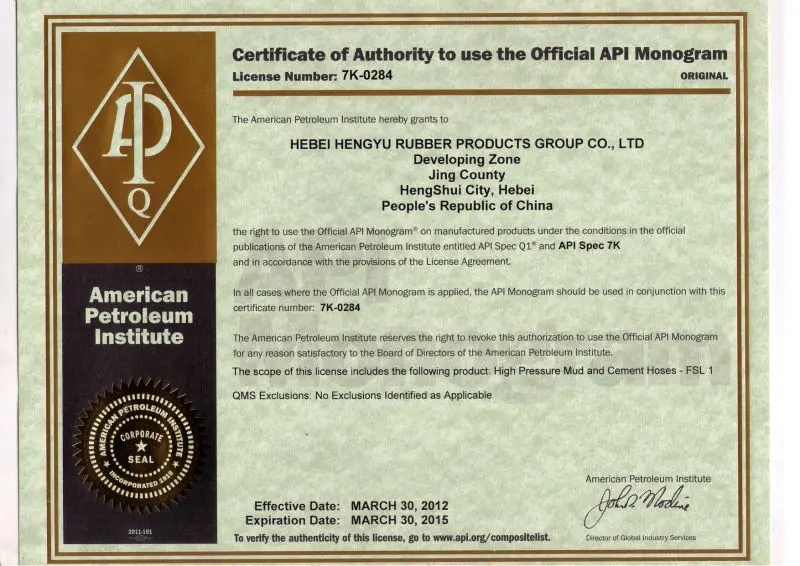 Certificate of Authority to use the Official API Monogram
License Number: 7K-0284
ORIGINAL
The American Petroleum Institute hereby grants to
HEBEI HENGYU RUBBER PRODUCTS GROUP CO., LTD
Developing Zone
Jing County
HengShui City, Hebei
People's Republic of China
the right to use the Official API Monogram® on manufactured products under the conditions in the official
publications of the American Petroleum Institute entitled API Spec Q1® and API Spec 7K
and in accordance with the provisions of the License Agreement.
In all cases where the Official API Monogram is applied, the API Monogram should be used in conjunction with this
certificate number: 7K-0284
The American Petroleum Institute reserves the right to revoke this authorization to use the Official API Monogram
for any reason satisfactory to the Board of Directors of the American Petroleum Institute.
The scope of this license includes the following product: High Pressure Mud and Cement Hoses - FSL 1
QMS Exclusions: No Exclusions Identified as Applicable
Effective Date: MARCH 30, 2012
Expiration Date: MARCH 30, 2015
To verify the authenticity of this license, go to www.api.org/compositelist.
American Petroleum Institute
John D. Modine
Director of Global Industry Services
API
Q
®
American
Petroleum
Institute
AMERICAN PETROLEUM INSTITUTE
CORPORATE
SEAL
INCORPORATED 1919
2011-191